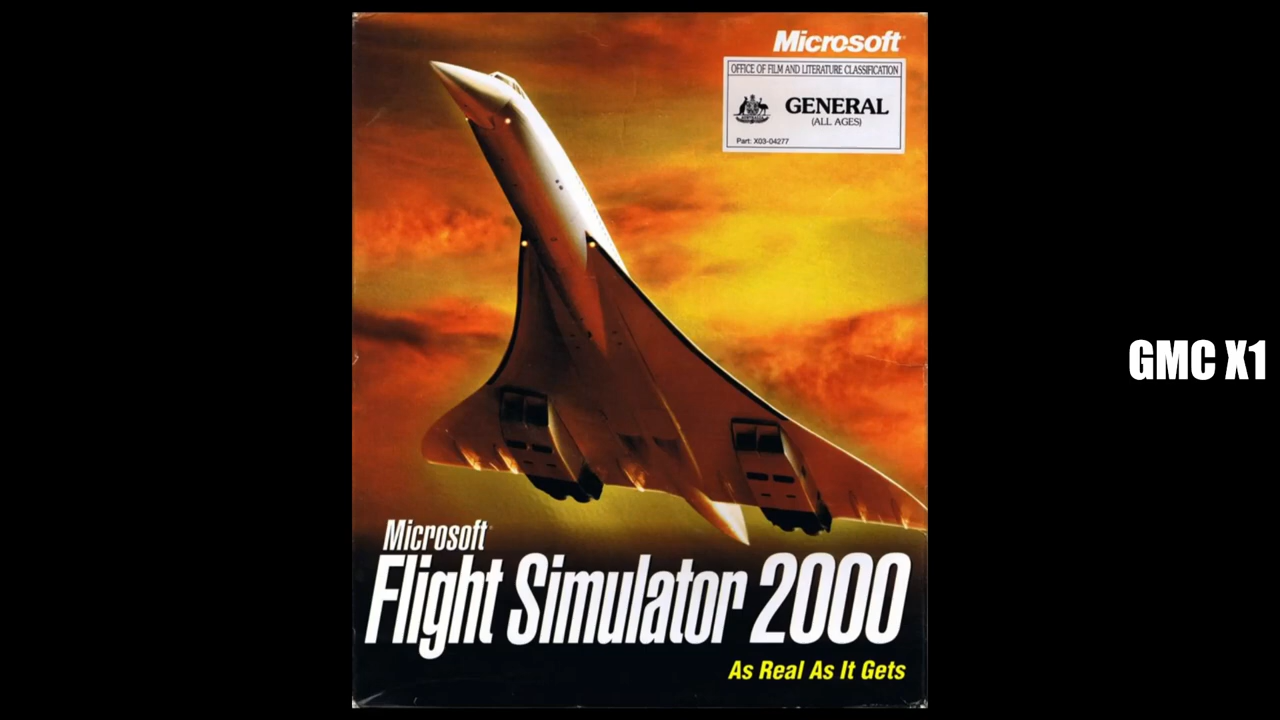 Microsoft
OFFICE OF FILM AND LITERATURE CLASSIFICATION
GENERAL
(ALL AGES)
Part: X03-04277
GMC X1
Microsoft
Flight Simulator 2000
As Real As It Gets